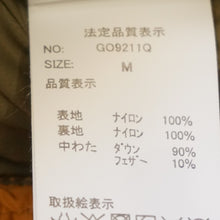 法定品質表示
NO: GO9211Q
SIZE: M
品質表示
表地 ナイロン 100%
裏地 ナイロン 100%
中わた ダウン 90%
フェザー 10%
取扱絵表示